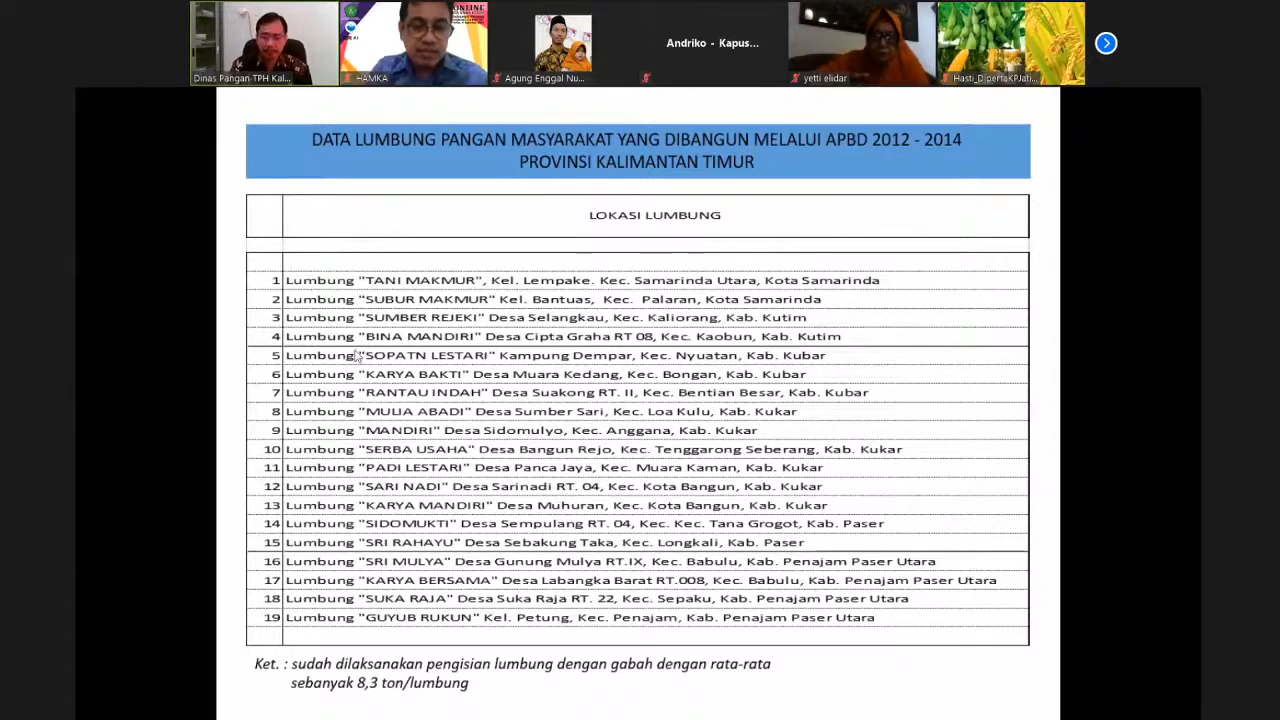 ONLINE
Dinas Pangan TPH Kal...
HAMKA
Agung Enggal Nu...
Andriko - Kapus...
yetti elidar
Hasti_DipertaKPJati...
DATA LUMBUNG PANGAN MASYARAKAT YANG DIBANGUN MELALUI APBD 2012 - 2014
PROVINSI KALIMANTAN TIMUR
LOKASI LUMBUNG
1 Lumbung "TANI MAKMUR", Kel. Lempake. Kec. Samarinda Utara, Kota Samarinda
2 Lumbung "SUBUR MAKMUR" Kel. Bantuas, Kec. Palaran, Kota Samarinda
3 Lumbung "SUMBER REJEKI" Desa Selangkau, Kec. Kaliorang, Kab. Kutim
4 Lumbung "BINA MANDIRI" Desa Cipta Graha RT 08, Kec. Kaobun, Kab. Kutim
5 Lumbung "SOPATN LESTARI" Kampung Dempar, Kec. Nyuatan, Kab. Kubar
6 Lumbung "KARYA BAKTI" Desa Muara Kedang, Kec. Bongan, Kab. Kubar
7 Lumbung "RANTAU INDAH" Desa Suakong RT. II, Kec. Bentian Besar, Kab. Kubar
8 Lumbung "MULIA ABADI" Desa Sumber Sari, Kec. Loa Kulu, Kab. Kukar
9 Lumbung "MANDIRI" Desa Sidomulyo, Kec. Anggana, Kab. Kukar
10 Lumbung "SERBA USAHA" Desa Bangun Rejo, Kec. Tenggarong Seberang, Kab. Kukar
11 Lumbung "PADI LESTARI" Desa Panca Jaya, Kec. Muara Kaman, Kab. Kukar
12 Lumbung "SARI NADI" Desa Sarinadi RT. 04, Kec. Kota Bangun, Kab. Kukar
13 Lumbung "KARYA MANDIRI" Desa Muhuran, Kec. Kota Bangun, Kab. Kukar
14 Lumbung "SIDOMUKTI" Desa Sempulang RT. 04, Kec. Kec. Tana Grogot, Kab. Paser
15 Lumbung "SRI RAHAYU" Desa Sebakung Taka, Kec. Longkali, Kab. Paser
16 Lumbung "SRI MULYA" Desa Gunung Mulya RT.IX, Kec. Babulu, Kab. Penajam Paser Utara
17 Lumbung "KARYA BERSAMA" Desa Labangka Barat RT.008, Kec. Babulu, Kab. Penajam Paser Utara
18 Lumbung "SUKA RAJA" Desa Suka Raja RT. 22, Kec. Sepaku, Kab. Penajam Paser Utara
19 Lumbung "GUYUB RUKUN" Kel. Petung, Kec. Penajam, Kab. Penajam Paser Utara
Ket. : sudah dilaksanakan pengisian lumbung dengan gabah dengan rata-rata
sebanyak 8,3 ton/lumbung